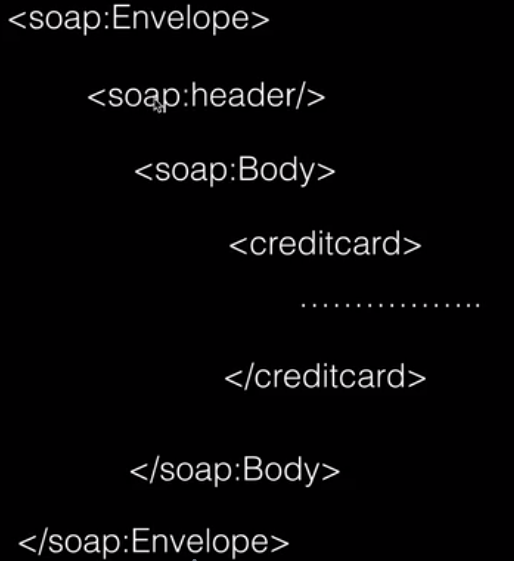 <soap:Envelope>
<soap:header/>
<soap:Body>
<creditcard>
..................
</creditcard>
</soap:Body>
</soap:Envelope>